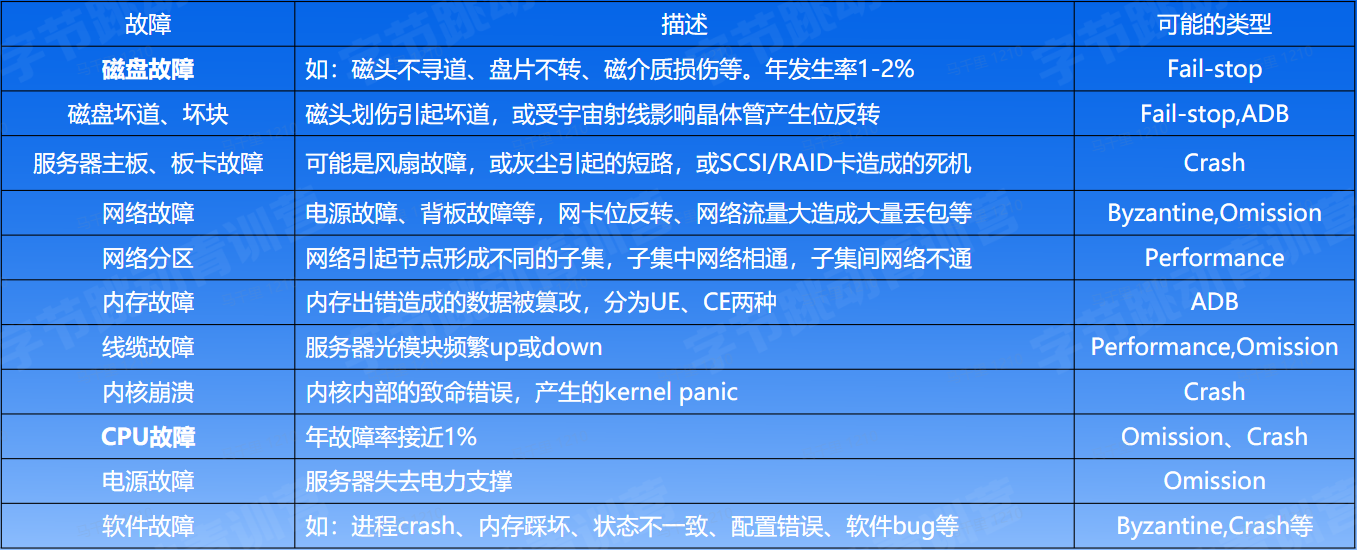 故障 描述 可能的类型
磁盘故障 如：磁头不寻道、盘片不转、磁介质损伤等。年发生率1-2% Fail-stop
磁盘坏道、坏块 磁头划伤引起坏道，或受宇宙射线影响晶体管产生位反转 Fail-stop,ADB
服务器主板、板卡故障 可能是风扇故障，或灰尘引起的短路，或SCSI/RAID卡造成的死机 Crash
网络故障 电源故障、背板故障等，网卡位反转、网络流量大造成大量丢包等 Byzantine,Omission
网络分区 网络引起节点形成不同的子集，子集中网络相通，子集间网络不通 Performance
内存故障 内存出错造成的数据被篡改，分为UE、CE两种 ADB
线缆故障 服务器光模块频繁up或down Performance,Omission
内核崩溃 内核内部的致命错误，产生的kernel panic Crash
CPU故障 年故障率接近1% Omission、Crash
电源故障 服务器失去电力支撑 Omission
软件故障 如：进程crash、内存踩坏、状态不一致、配置错误、软件bug等 Byzantine,Crash等
字节跳动青训营